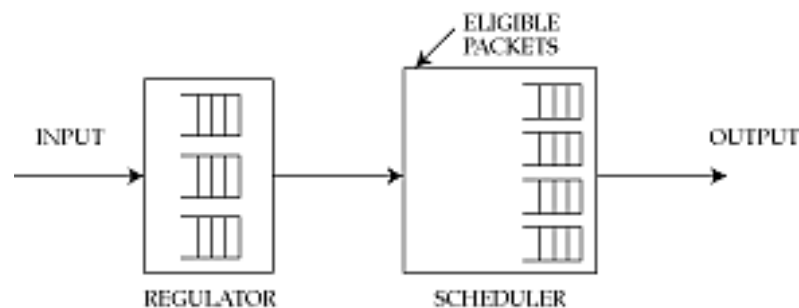 ELIGIBLE
PACKETS
INPUT
OUTPUT
REGULATOR
SCHEDULER